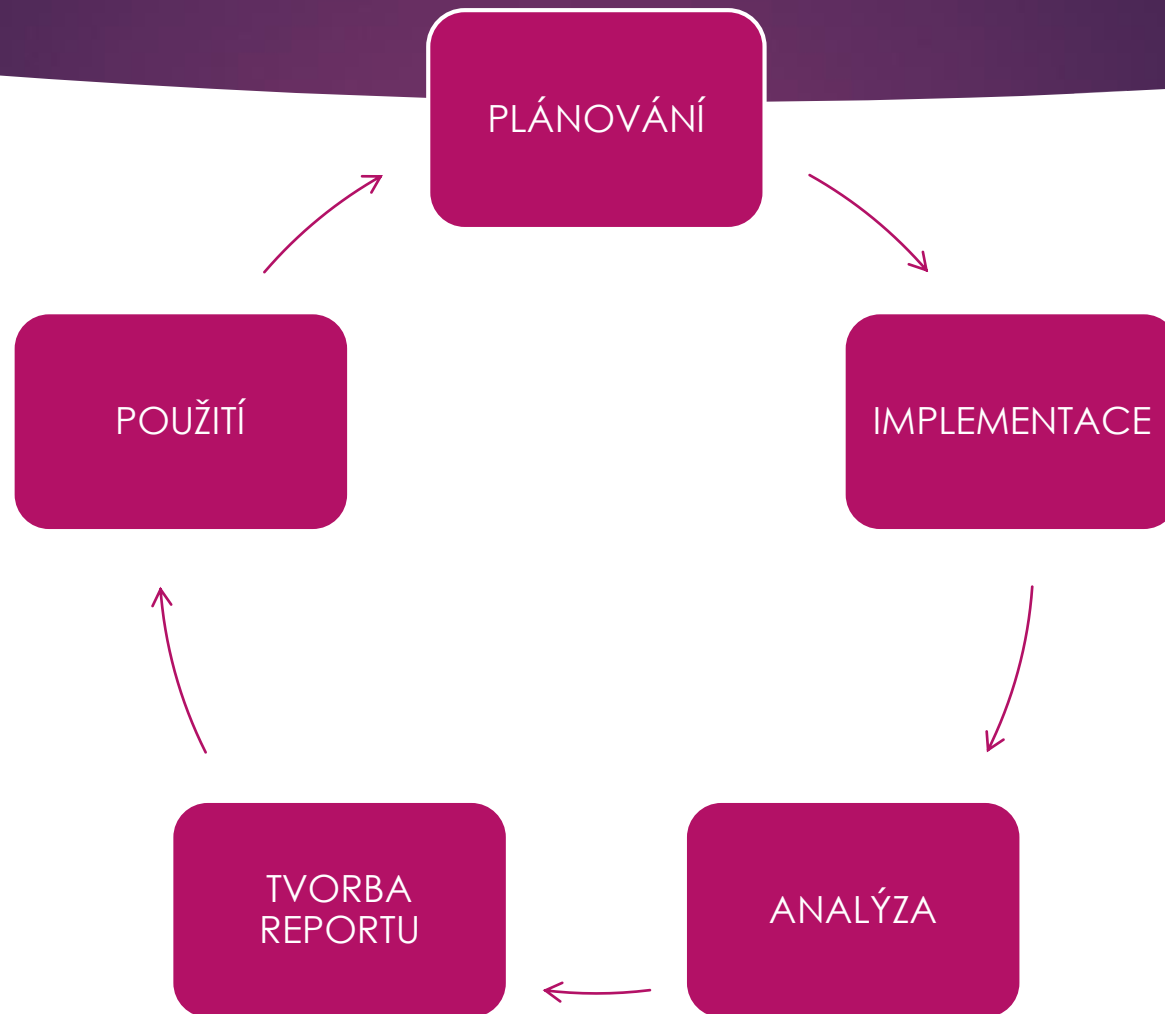 PLÁNOVÁNÍ
IMPLEMENTACE
ANALÝZA
TVORBA
REPORTU
POUŽITÍ